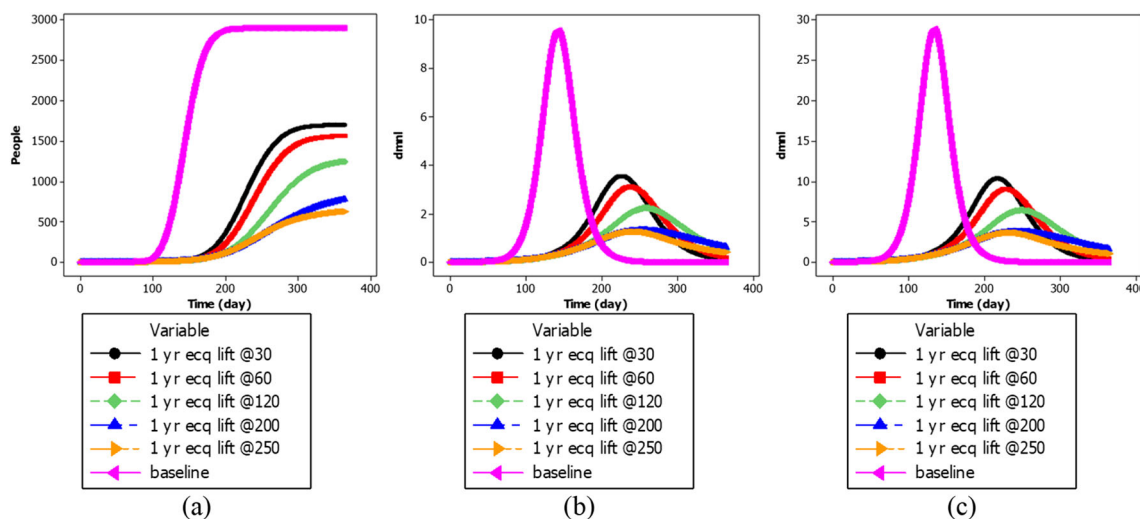 3000
2500
2000
1500
1000
500
0
People
0 100 200 300 400
Time (day)
Variable
1 yr ecq lift @30
1 yr ecq lift @60
1 yr ecq lift @120
1 yr ecq lift @200
1 yr ecq lift @250
baseline
(a)
10
8
6
4
2
0
dmnl
0 100 200 300 400
Time (day)
Variable
1 yr ecq lift @30
1 yr ecq lift @60
1 yr ecq lift @120
1 yr ecq lift @200
1 yr ecq lift @250
baseline
(b)
30
25
20
15
10
5
0
dmnl
0 100 200 300 400
Time (day)
Variable
1 yr ecq lift @30
1 yr ecq lift @60
1 yr ecq lift @120
1 yr ecq lift @200
1 yr ecq lift @250
baseline
(c)